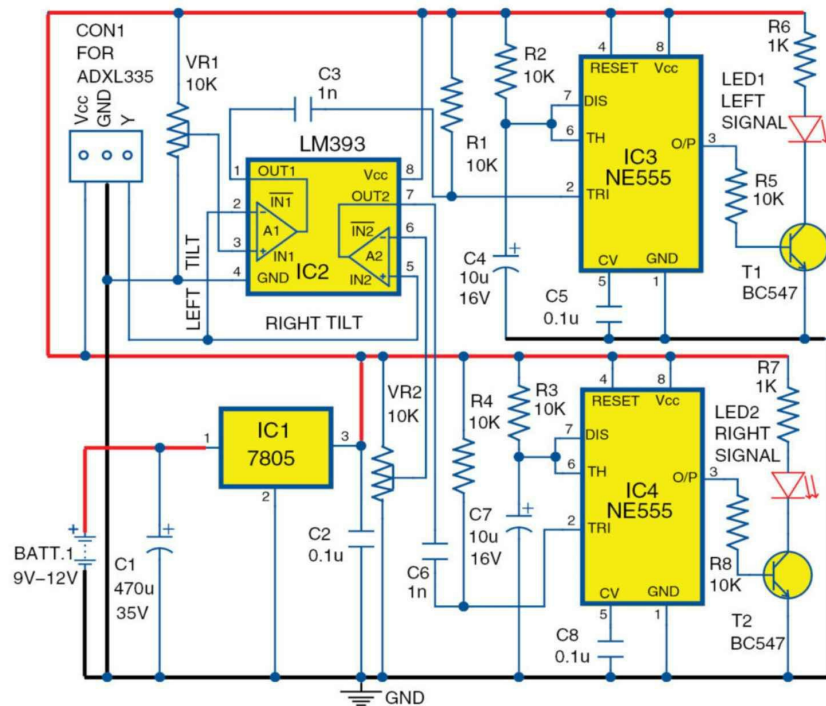 CON1
FOR
ADXL335
Vcc
GND
Y
VR1
10K
C3
1n
LM393
1
OUT1
Vcc
8
OUT2
7
2
IN1
A1
3
IN1
IN2
6
A2
4
GND
IN2
5
IC2
LEFT TILT
RIGHT TILT
R1
10K
R2
10K
4
8
RESET
Vcc
7
DIS
6
TH
O/P
3
IC3
NE555
2
TRI
CV
GND
5
1
C4
10u
16V
C5
0.1u
R5
10K
R6
1K
LED1
LEFT
SIGNAL
T1
BC547
BATT.1
9V–12V
C1
470u
35V
1
IC1
7805
3
2
C2
0.1u
VR2
10K
R4
10K
R3
10K
C6
1n
C7
10u
16V
4
8
RESET
Vcc
7
DIS
6
TH
O/P
3
IC4
NE555
2
TRI
CV
GND
5
1
C8
0.1u
R8
10K
R7
1K
LED2
RIGHT
SIGNAL
T2
BC547
GND